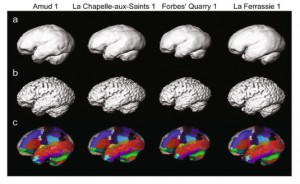 Amud 1 La Chapelle-aux-Saints 1 Forbes' Quarry 1 La Ferrassie 1
a
b
c